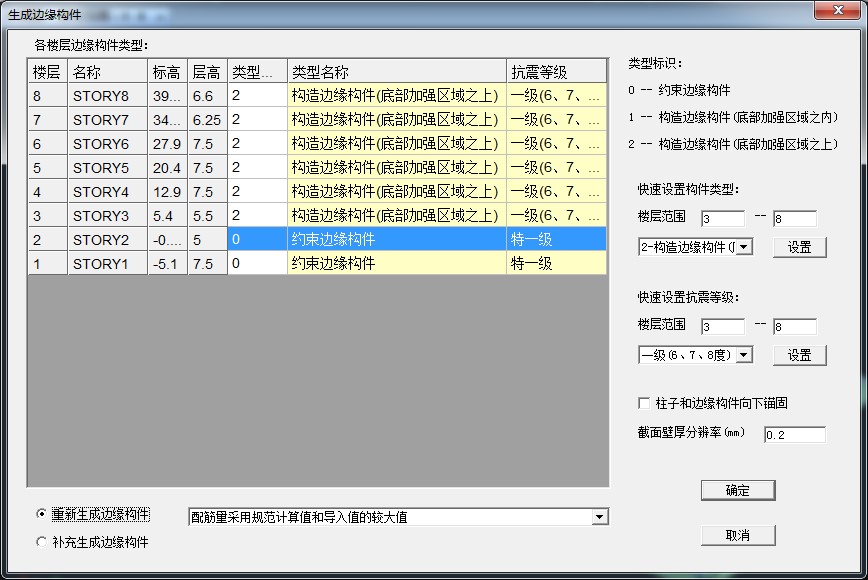 生成边缘构件
各楼层边缘构件类型:
楼层 名称 标高 层高 类型... 类型名称 抗震等级
8 STORY8 39... 6.6 2 构造边缘构件(底部加强区域之上) 一级(6、7、...
7 STORY7 34... 6.25 2 构造边缘构件(底部加强区域之上) 一级(6、7、...
6 STORY6 27.9 7.5 2 构造边缘构件(底部加强区域之上) 一级(6、7、...
5 STORY5 20.4 7.5 2 构造边缘构件(底部加强区域之上) 一级(6、7、...
4 STORY4 12.9 7.5 2 构造边缘构件(底部加强区域之上) 一级(6、7、...
3 STORY3 5.4 5.5 2 构造边缘构件(底部加强区域之上) 一级(6、7、...
2 STORY2 -0.... 5 0 约束边缘构件 特一级
1 STORY1 -5.1 7.5 0 约束边缘构件 特一级
类型标识:
0 -- 约束边缘构件
1 -- 构造边缘构件(底部加强区域之内)
2 -- 构造边缘构件(底部加强区域之上)
快速设置构件类型:
楼层范围 3 -- 8
2-构造边缘构件( 设置
快速设置抗震等级:
楼层范围 3 -- 8
一级(6、7、8度) 设置
柱子和边缘构件向下锚固
截面壁厚分辨率(mm) 0.2
确定
取消
重新生成边缘构件 配筋量采用规范计算值和导入值的较大值
补充生成边缘构件